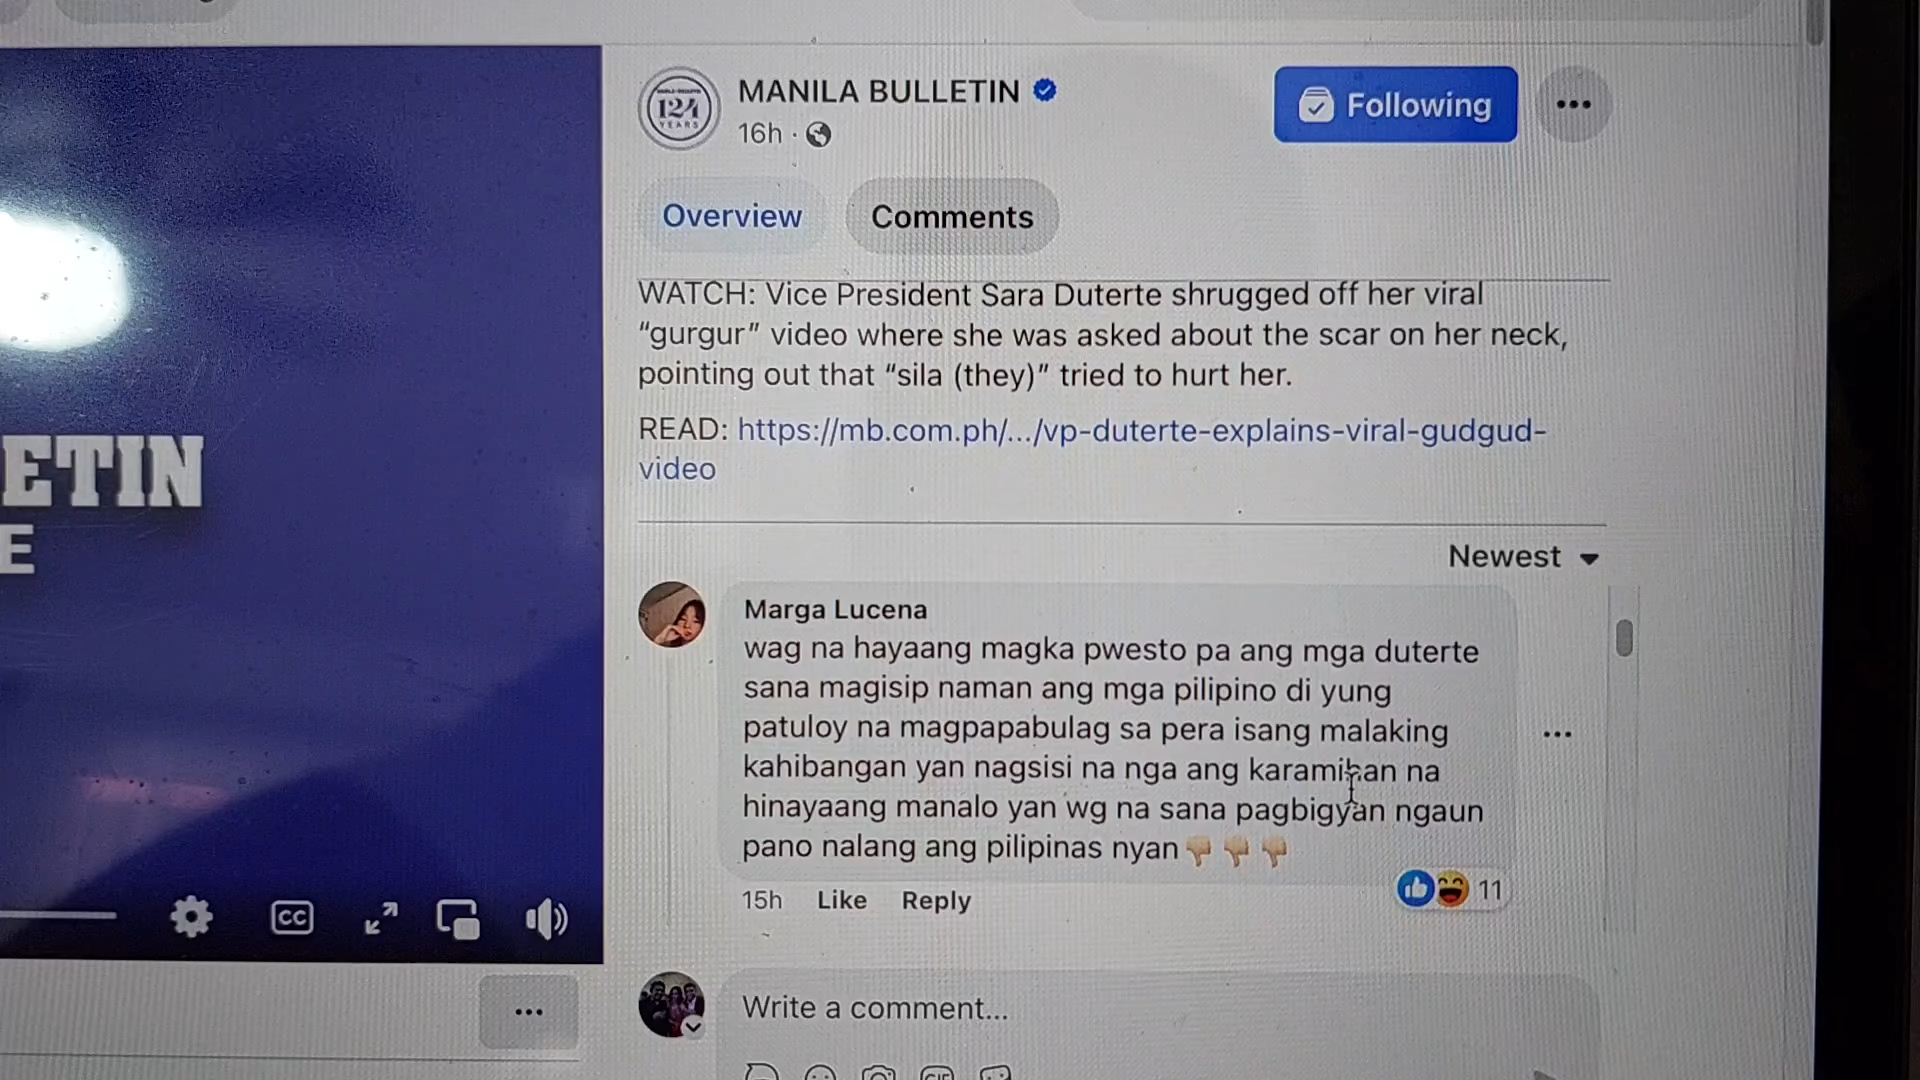 ETIN
E
CC
124
YEARS
MANILA BULLETIN
16h ·
Following
Overview
Comments
WATCH: Vice President Sara Duterte shrugged off her viral
“gurgur” video where she was asked about the scar on her neck,
pointing out that “sila (they)” tried to hurt her.
READ: https://mb.com.ph/.../vp-duterte-explains-viral-gudgud-
video
Newest
Marga Lucena
wag na hayaang magka pwesto pa ang mga duterte
sana magisip naman ang mga pilipino di yung
patuloy na magpapabulag sa pera isang malaking
kahibangan yan nagsisi na nga ang karamihan na
hinayaang manalo yan wg na sana pagbigyan ngaun
pano nalang ang pilipinas nyan👎🏼👎🏼👎🏼
15h Like Reply
11
Write a comment...
GIF